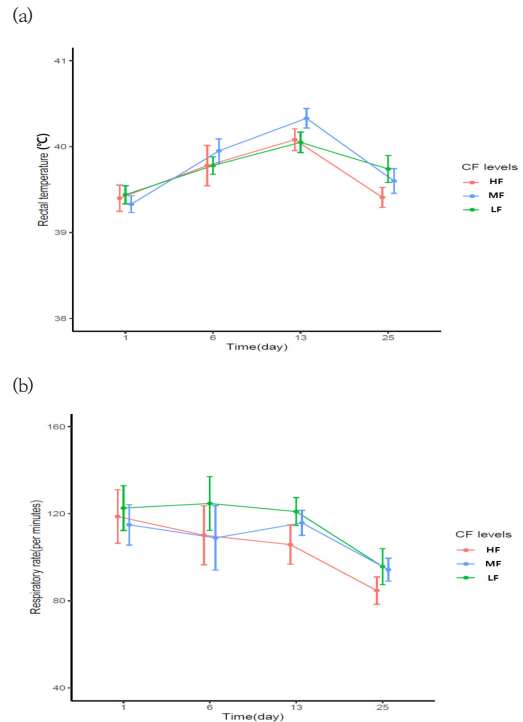 (a)
Rectal temperature (℃)
41
40
39
38
1 6 13 25
Time(day)
CF levels
HF
MF
LF
(b)
Respiratory rate(per minutes)
160
120
80
40
1 6 13 25
Time(day)
CF levels
HF
MF
LF